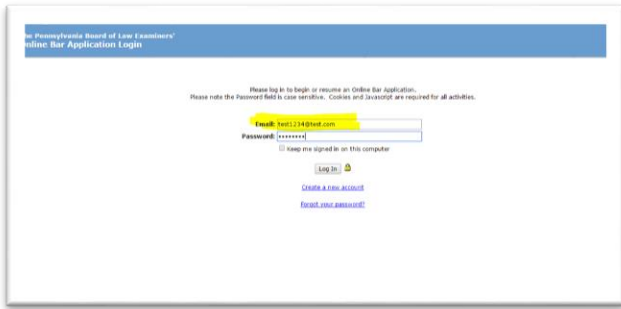 he Pennsylvania Board of Law Examiners'
nline Bar Application Login
Please log in to begin or resume an Online Bar Application.
Please note the Password field is case sensitive. Cookies and Javascript are required for all activities.
Email: test1234@test.com
Password: ••••••••
Keep me signed in on this computer
Log In
Create a new account
Forgot your password?